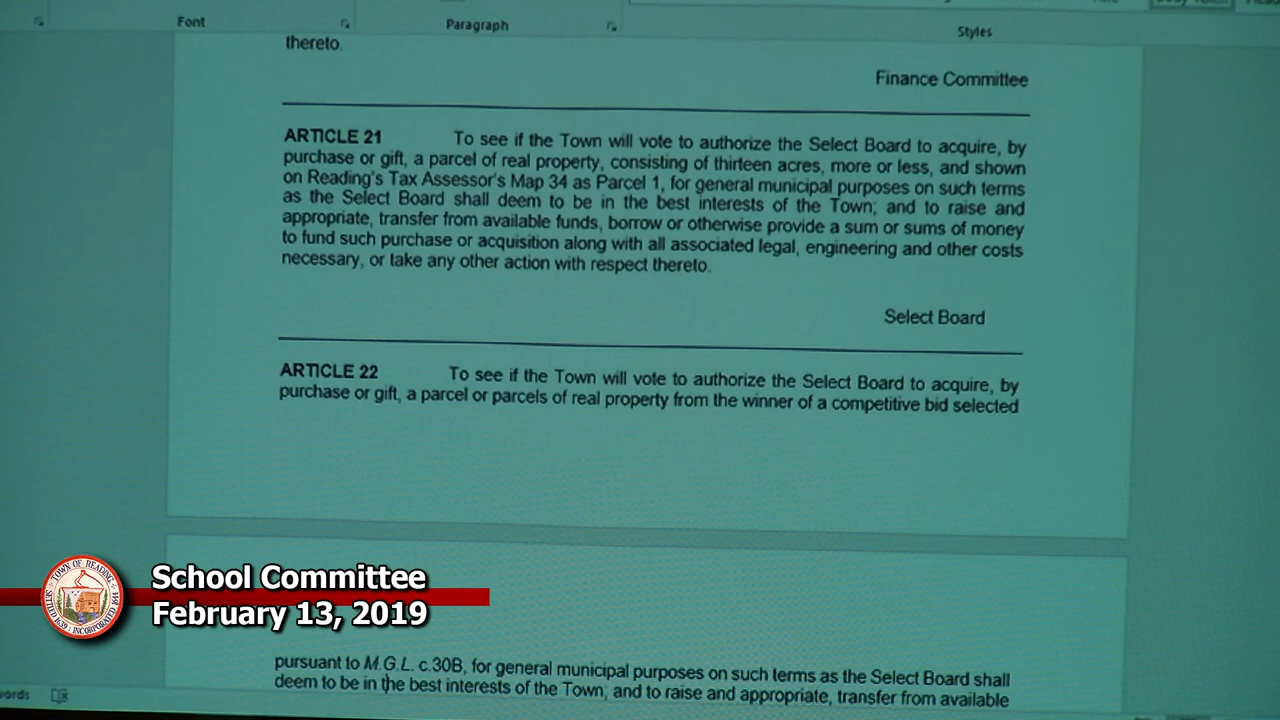 Font
Paragraph
Styles
thereto.
Finance Committee
ARTICLE 21 To see if the Town will vote to authorize the Select Board to acquire, by
purchase or gift, a parcel of real property, consisting of thirteen acres, more or less, and shown
on Reading's Tax Assessor's Map 34 as Parcel 1, for general municipal purposes on such terms
as the Select Board shall deem to be in the best interests of the Town; and to raise and
appropriate, transfer from available funds, borrow or otherwise provide a sum or sums of money
to fund such purchase or acquisition along with all associated legal, engineering and other costs
necessary, or take any other action with respect thereto.
Select Board
ARTICLE 22 To see if the Town will vote to authorize the Select Board to acquire, by
purchase or gift, a parcel or parcels of real property from the winner of a competitive bid selected
TOWN OF READING
SETTLED 1639 · INCORPORATED 1644
School Committee
February 13, 2019
pursuant to M.G.L. c.30B, for general municipal purposes on such terms as the Select Board shall
deem to be in the best interests of the Town; and to raise and appropriate, transfer from available